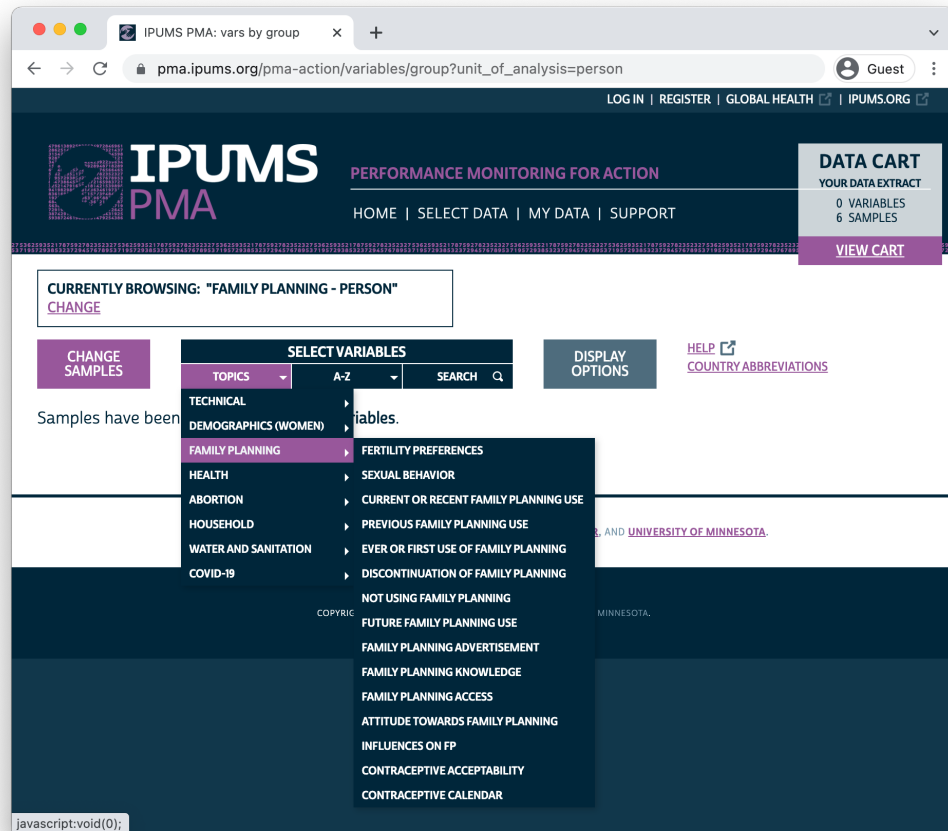 IPUMS PMA: vars by group
pma.ipums.org/pma-action/variables/group?unit_of_analysis=person
Guest
LOG IN | REGISTER | GLOBAL HEALTH | IPUMS.ORG
IPUMS
PMA
PERFORMANCE MONITORING FOR ACTION
HOME | SELECT DATA | MY DATA | SUPPORT
DATA CART
YOUR DATA EXTRACT
0 VARIABLES
6 SAMPLES
VIEW CART
CURRENTLY BROWSING: "FAMILY PLANNING - PERSON"
CHANGE
CHANGE
SAMPLES
SELECT VARIABLES
TOPICS
A-Z
SEARCH
DISPLAY
OPTIONS
HELP
COUNTRY ABBREVIATIONS
Samples have been
iables.
TECHNICAL
DEMOGRAPHICS (WOMEN)
FAMILY PLANNING
HEALTH
ABORTION
HOUSEHOLD
WATER AND SANITATION
COVID-19
FERTILITY PREFERENCES
SEXUAL BEHAVIOR
CURRENT OR RECENT FAMILY PLANNING USE
PREVIOUS FAMILY PLANNING USE
EVER OR FIRST USE OF FAMILY PLANNING
DISCONTINUATION OF FAMILY PLANNING
NOT USING FAMILY PLANNING
FUTURE FAMILY PLANNING USE
FAMILY PLANNING ADVERTISEMENT
FAMILY PLANNING KNOWLEDGE
FAMILY PLANNING ACCESS
ATTITUDE TOWARDS FAMILY PLANNING
INFLUENCES ON FP
CONTRACEPTIVE ACCEPTABILITY
CONTRACEPTIVE CALENDAR
R, AND UNIVERSITY OF MINNESOTA.
COPYRIG
MINNESOTA.
javascript:void(0);